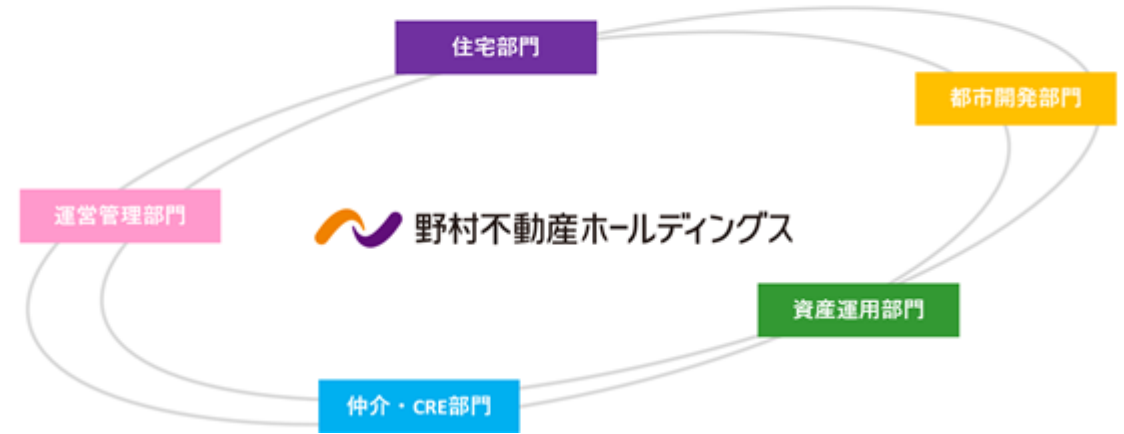 住宅部門
都市開発部門
運営管理部門
野村不動産ホールディングス
資産運用部門
仲介・CRE部門